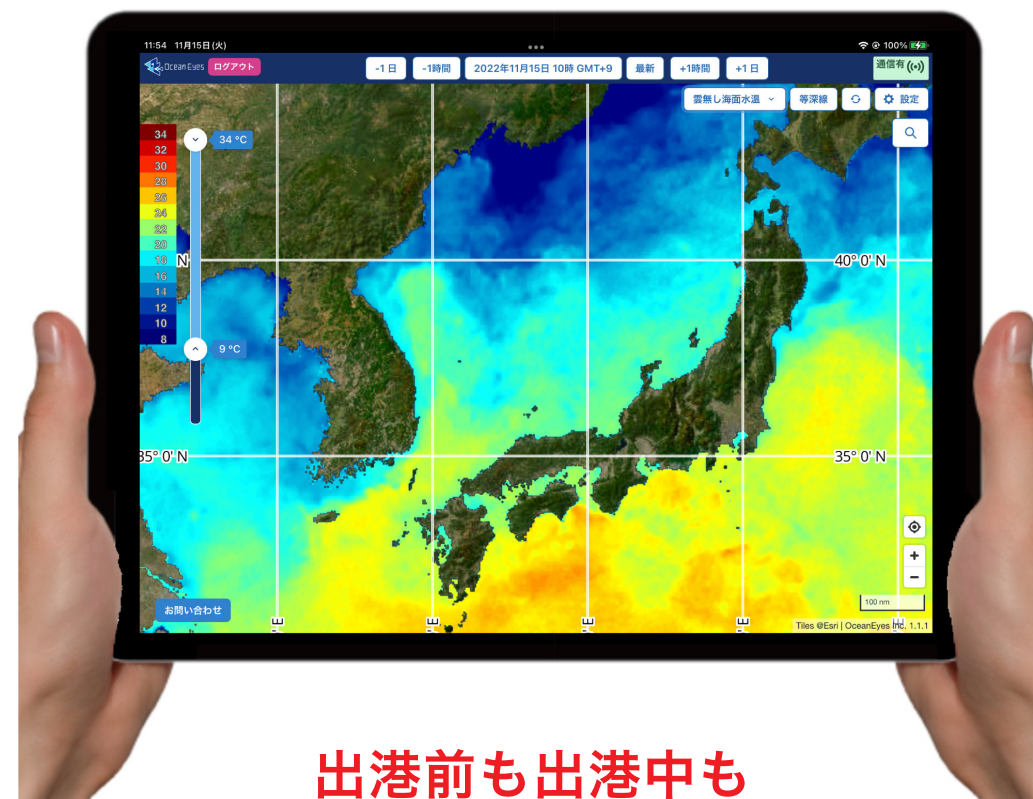 11:54 11月15日(火)
100%
OceanEyes
ログアウト
-1 日
-1時間
2022年11月15日 10時 GMT+9
最新
+1時間
+1 日
通信有
雲無し海面水温
等深線
設定
34
32
30
28
26
24
22
20
18
16
14
12
10
8
34 °C
9 °C
N
40° 0' N
35° 0' N
35° 0' N
お問い合わせ
'E
'E
'E
'E
'E
+
−
100 nm
Tiles @Esri | OceanEyes Inc. 1.1.1
出港前も出港中も